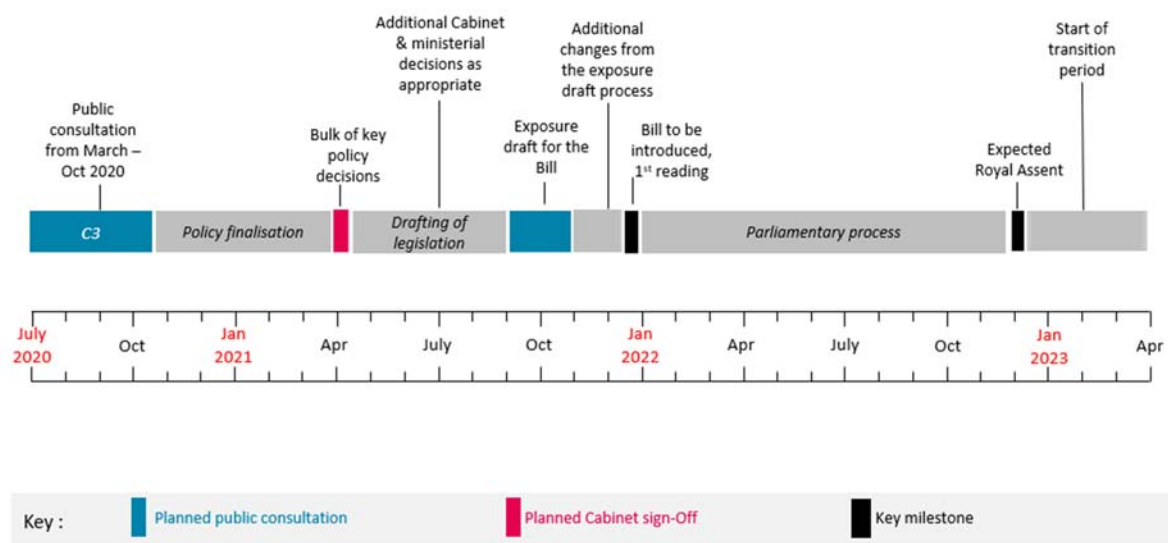 Public
consultation
from March –
Oct 2020
Bulk of key
policy
decisions
Additional Cabinet
& ministerial
decisions as
appropriate
Exposure
draft for the
Bill
Additional
changes from
the exposure
draft process
Bill to be
introduced,
1st reading
Expected
Royal Assent
Start of
transition
period
C3
Policy finalisation
Drafting of
legislation
Parliamentary process
July
2020
Oct
Jan
2021
Apr
July
Oct
Jan
2022
Apr
July
Oct
Jan
2023
Apr
Key :
Planned public consultation
Planned Cabinet sign-Off
Key milestone